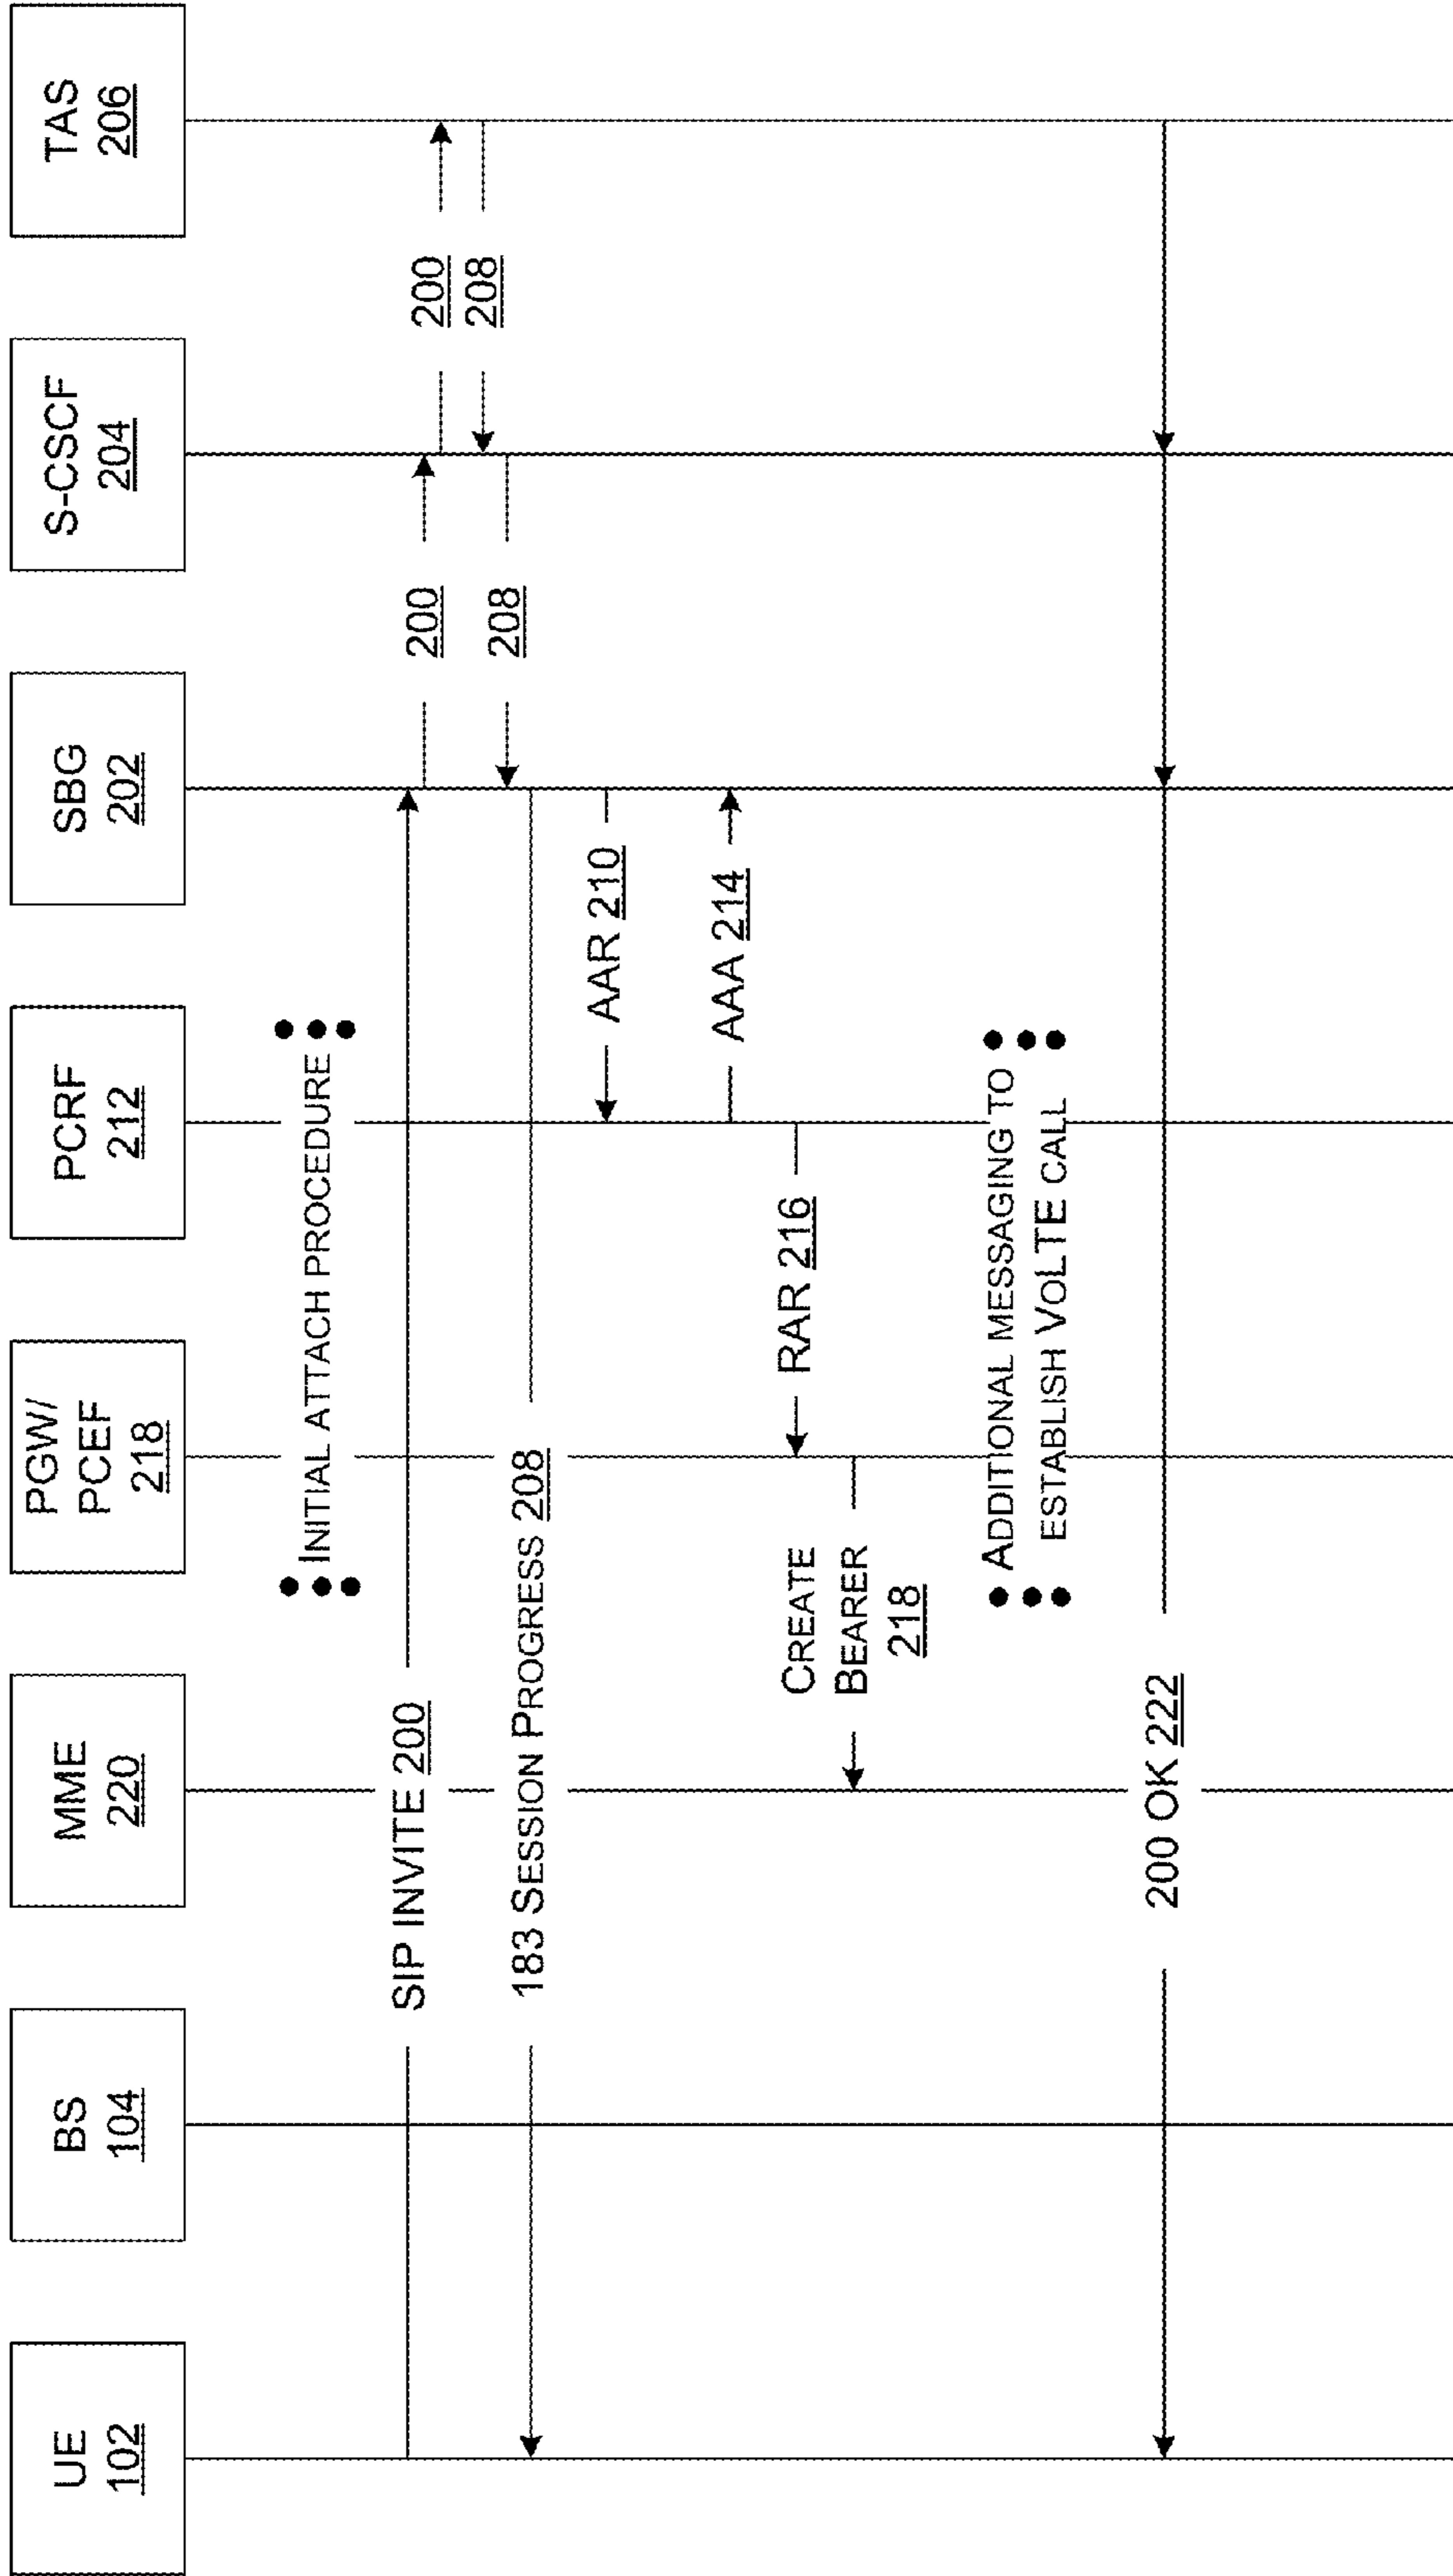 UE
102
BS
104
MME
220
PGW/
PCEF
218
PCRF
212
SBG
202
S-CSCF
204
TAS
206
INITIAL ATTACH PROCEDURE
SIP INVITE 200
200
200
208
208
183 SESSION PROGRESS 208
AAR 210
AAA 214
RAR 216
CREATE
BEARER
218
ADDITIONAL MESSAGING TO
ESTABLISH VOLTE CALL
200 OK 222